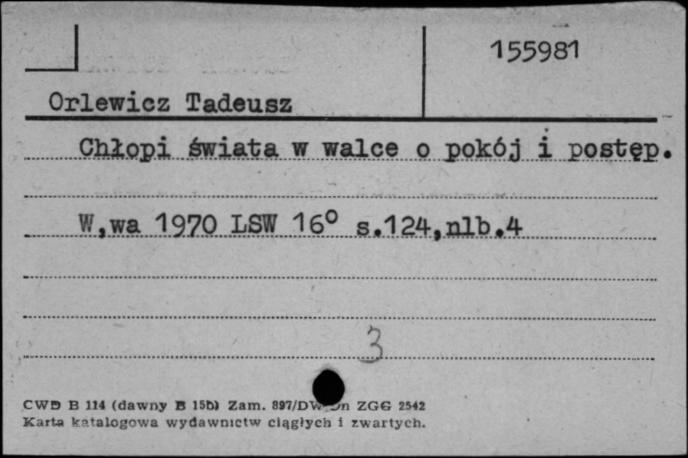 155981
Orlewicz Tadeusz
Chłopi świata w walce o pokój i postęp.
W,wa 1970 LSW 16° s.124,nlb.4
3
CWD B 114 (dawny B 15b) Zam. 897/DW Dn ZGG 2542
Karta katalogowa wydawnictw ciągłych i zwartych.